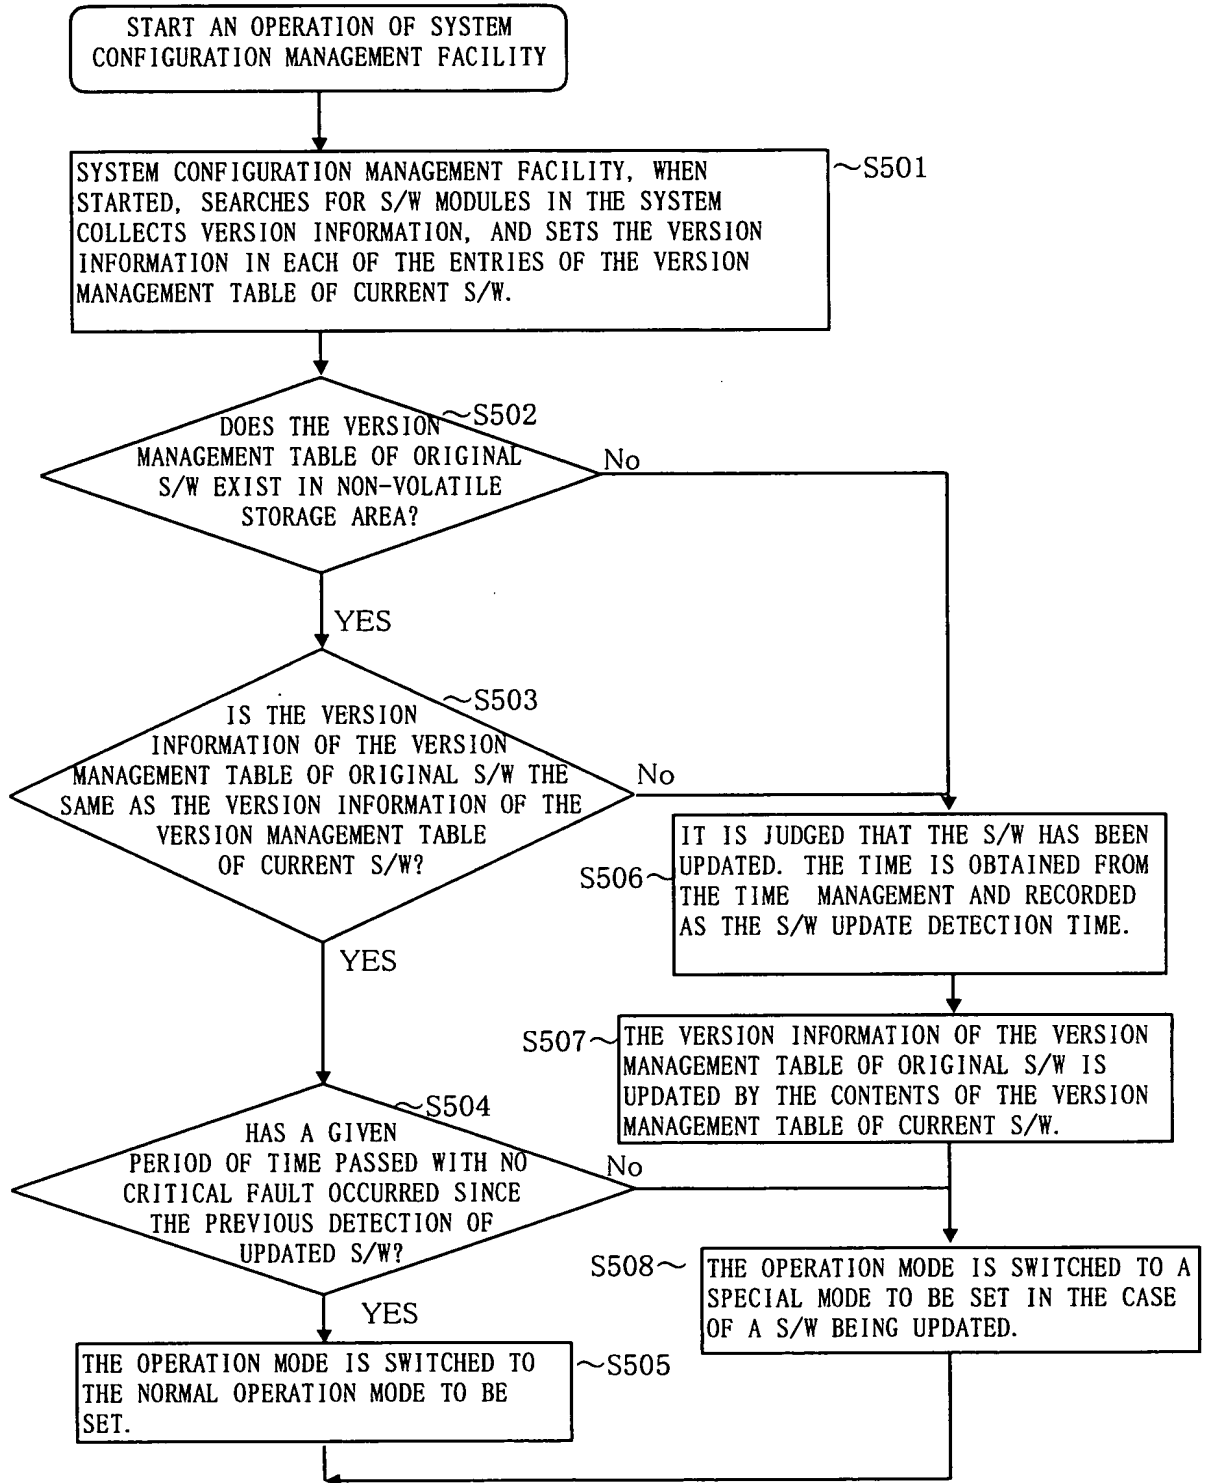 START AN OPERATION OF SYSTEM
CONFIGURATION MANAGEMENT FACILITY
SYSTEM CONFIGURATION MANAGEMENT FACILITY, WHEN
STARTED, SEARCHES FOR S/W MODULES IN THE SYSTEM
COLLECTS VERSION INFORMATION, AND SETS THE VERSION
INFORMATION IN EACH OF THE ENTRIES OF THE VERSION
MANAGEMENT TABLE OF CURRENT S/W.
~S501
~S502
DOES THE VERSION
MANAGEMENT TABLE OF ORIGINAL
S/W EXIST IN NON-VOLATILE
STORAGE AREA?
No
YES
~S503
IS THE VERSION
INFORMATION OF THE VERSION
MANAGEMENT TABLE OF ORIGINAL S/W THE
SAME AS THE VERSION INFORMATION OF THE
VERSION MANAGEMENT TABLE
OF CURRENT S/W?
No
YES
S506~
IT IS JUDGED THAT THE S/W HAS BEEN
UPDATED. THE TIME IS OBTAINED FROM
THE TIME MANAGEMENT AND RECORDED
AS THE S/W UPDATE DETECTION TIME.
S507~
THE VERSION INFORMATION OF THE VERSION
MANAGEMENT TABLE OF ORIGINAL S/W IS
UPDATED BY THE CONTENTS OF THE VERSION
MANAGEMENT TABLE OF CURRENT S/W.
~S504
HAS A GIVEN
PERIOD OF TIME PASSED WITH NO
CRITICAL FAULT OCCURRED SINCE
THE PREVIOUS DETECTION OF
UPDATED S/W?
No
YES
S508~
THE OPERATION MODE IS SWITCHED TO A
SPECIAL MODE TO BE SET IN THE CASE
OF A S/W BEING UPDATED.
THE OPERATION MODE IS SWITCHED TO
THE NORMAL OPERATION MODE TO BE
SET.
~S505